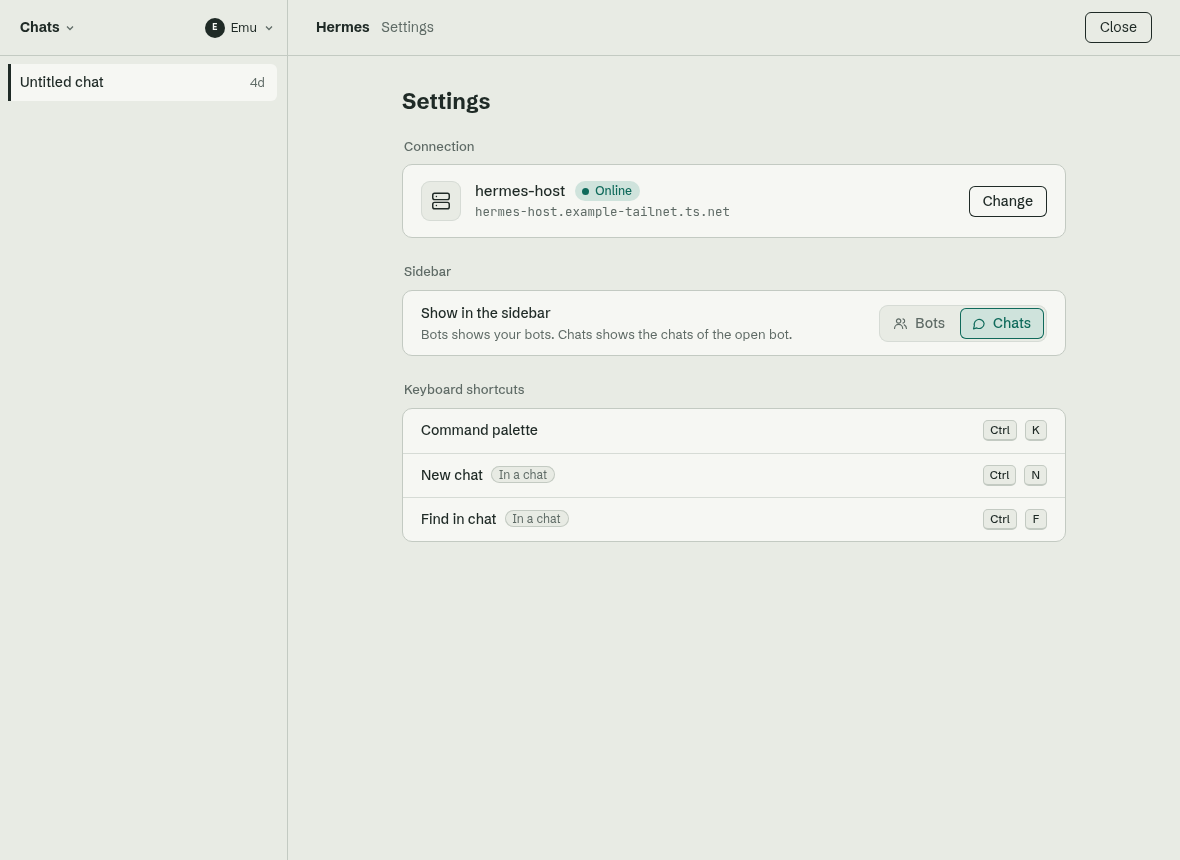 Chats
E Emu
Hermes Settings
Close
Untitled chat 4d
Settings
Connection
hermes-host Online
hermes-host.example-tailnet.ts.net
Change
Sidebar
Show in the sidebar
Bots shows your bots. Chats shows the chats of the open bot.
Bots Chats
Keyboard shortcuts
Command palette Ctrl K
New chat In a chat Ctrl N
Find in chat In a chat Ctrl F